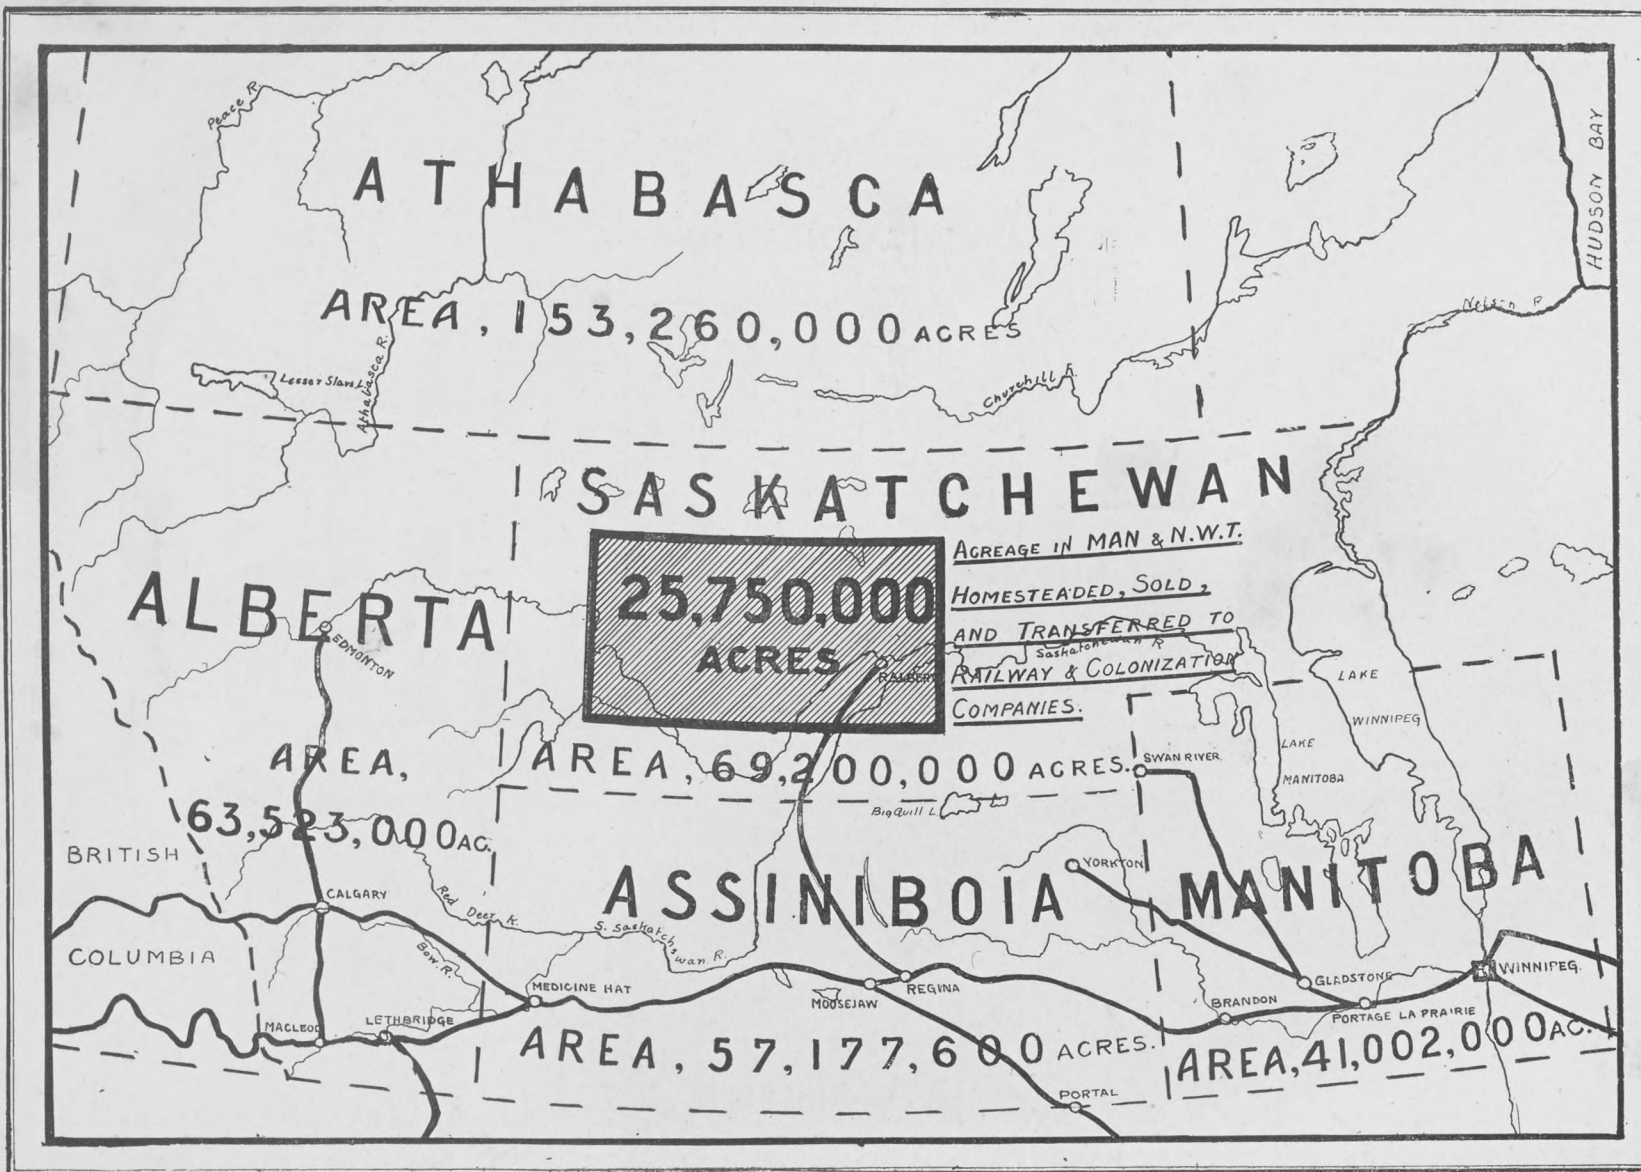 Peace R.
HUDSON BAY
ATHABASCA
AREA, 153,260,000 ACRES
Nelson R.
Lesser Slave L.
Athabasca R.
Churchill R.
SASKATCHEWAN
ACREAGE IN MAN & N.W.T.
HOMESTEADED, SOLD,
AND TRANSFERRED TO
RAILWAY & COLONIZATION
COMPANIES.
25,750,000
ACRES
P. ALBERT
Saskatchewan R
ALBERTA
EDMONTON
LAKE
WINNIPEG
LAKE
MANITOBA
AREA,
63,523,000 AC.
AREA, 69,200,000 ACRES.
SWAN RIVER
Big Quill L.
BRITISH
COLUMBIA
CALGARY
Red Deer R.
Bow. R.
S. Saskatchewan. R.
ASSINIBOIA
YORKTON
MANITOBA
MEDICINE HAT
MOOSEJAW
REGINA
GLADSTONE
WINNIPEG.
BRANDON
PORTAGE LA PRAIRIE
MACLEOD
LETHBRIDGE
AREA, 57,177,600 ACRES.
AREA, 41,002,000 AC.
PORTAL